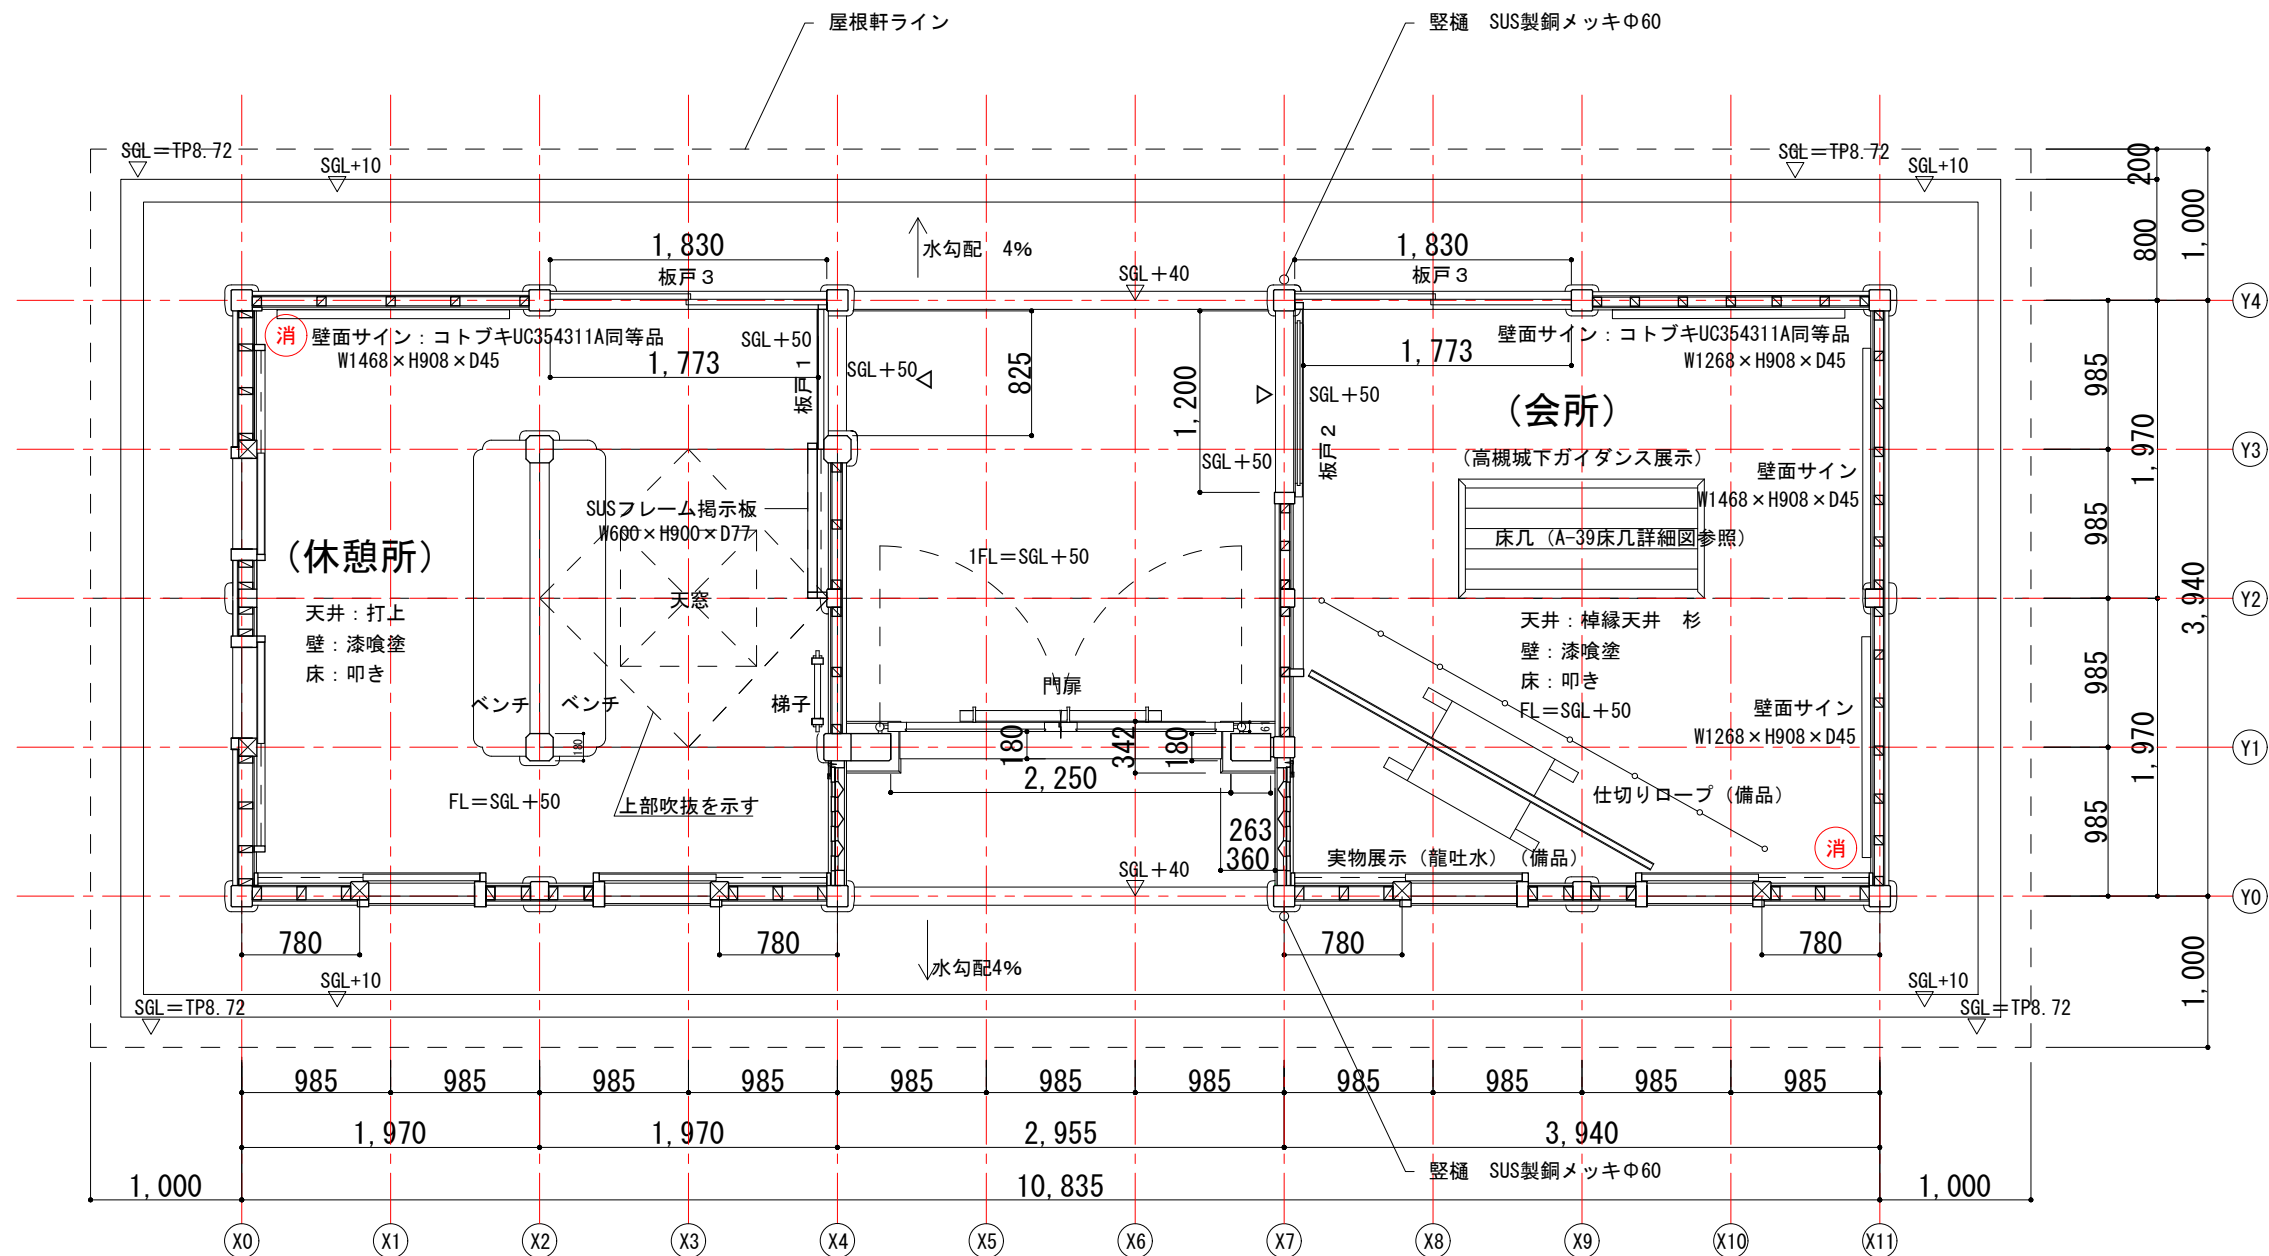 屋根軒ライン
竪樋　SUS製銅メッキΦ60
SGL=TP8.72
SGL+10
SGL=TP8.72
SGL+10
200
1,000
800
水勾配　4%
1,830
板戸３
SGL+40
1,830
板戸３
Y4
消
壁面サイン：コトブキUC354311A同等品
W1468×H908×D45
1,773
SGL+50
板戸１
SGL+50
825
1,200
SGL+50
1,773
壁面サイン：コトブキUC354311A同等品
W1268×H908×D45
985
（会所）
板戸２
SGL+50
（高槻城下ガイダンス展示）
壁面サイン
W1468×H908×D45
1,970
Y3
SUSフレーム掲示板
W600×H900×D77
床几（A-39床几詳細図参照）
985
（休憩所）
1FL=SGL+50
天窓
3,940
Y2
天井：打上
壁：漆喰塗
床：叩き
天井：棹縁天井　杉
壁：漆喰塗
床：叩き
FL=SGL+50
985
ベンチ
ベンチ
梯子
門扉
壁面サイン
W1268×H908×D45
180
180
342
180
61
1,970
Y1
2,250
FL=SGL+50
上部吹抜を示す
仕切りロープ（備品）
985
263
360
実物展示（龍吐水）（備品）
消
SGL+40
Y0
780
780
780
780
水勾配4%
SGL+10
SGL=TP8.72
SGL+10
SGL=TP8.72
1,000
985
985
985
985
985
985
985
985
985
985
985
1,970
1,970
2,955
3,940
竪樋　SUS製銅メッキΦ60
1,000
10,835
1,000
X0
X1
X2
X3
X4
X5
X6
X7
X8
X9
X10
X11